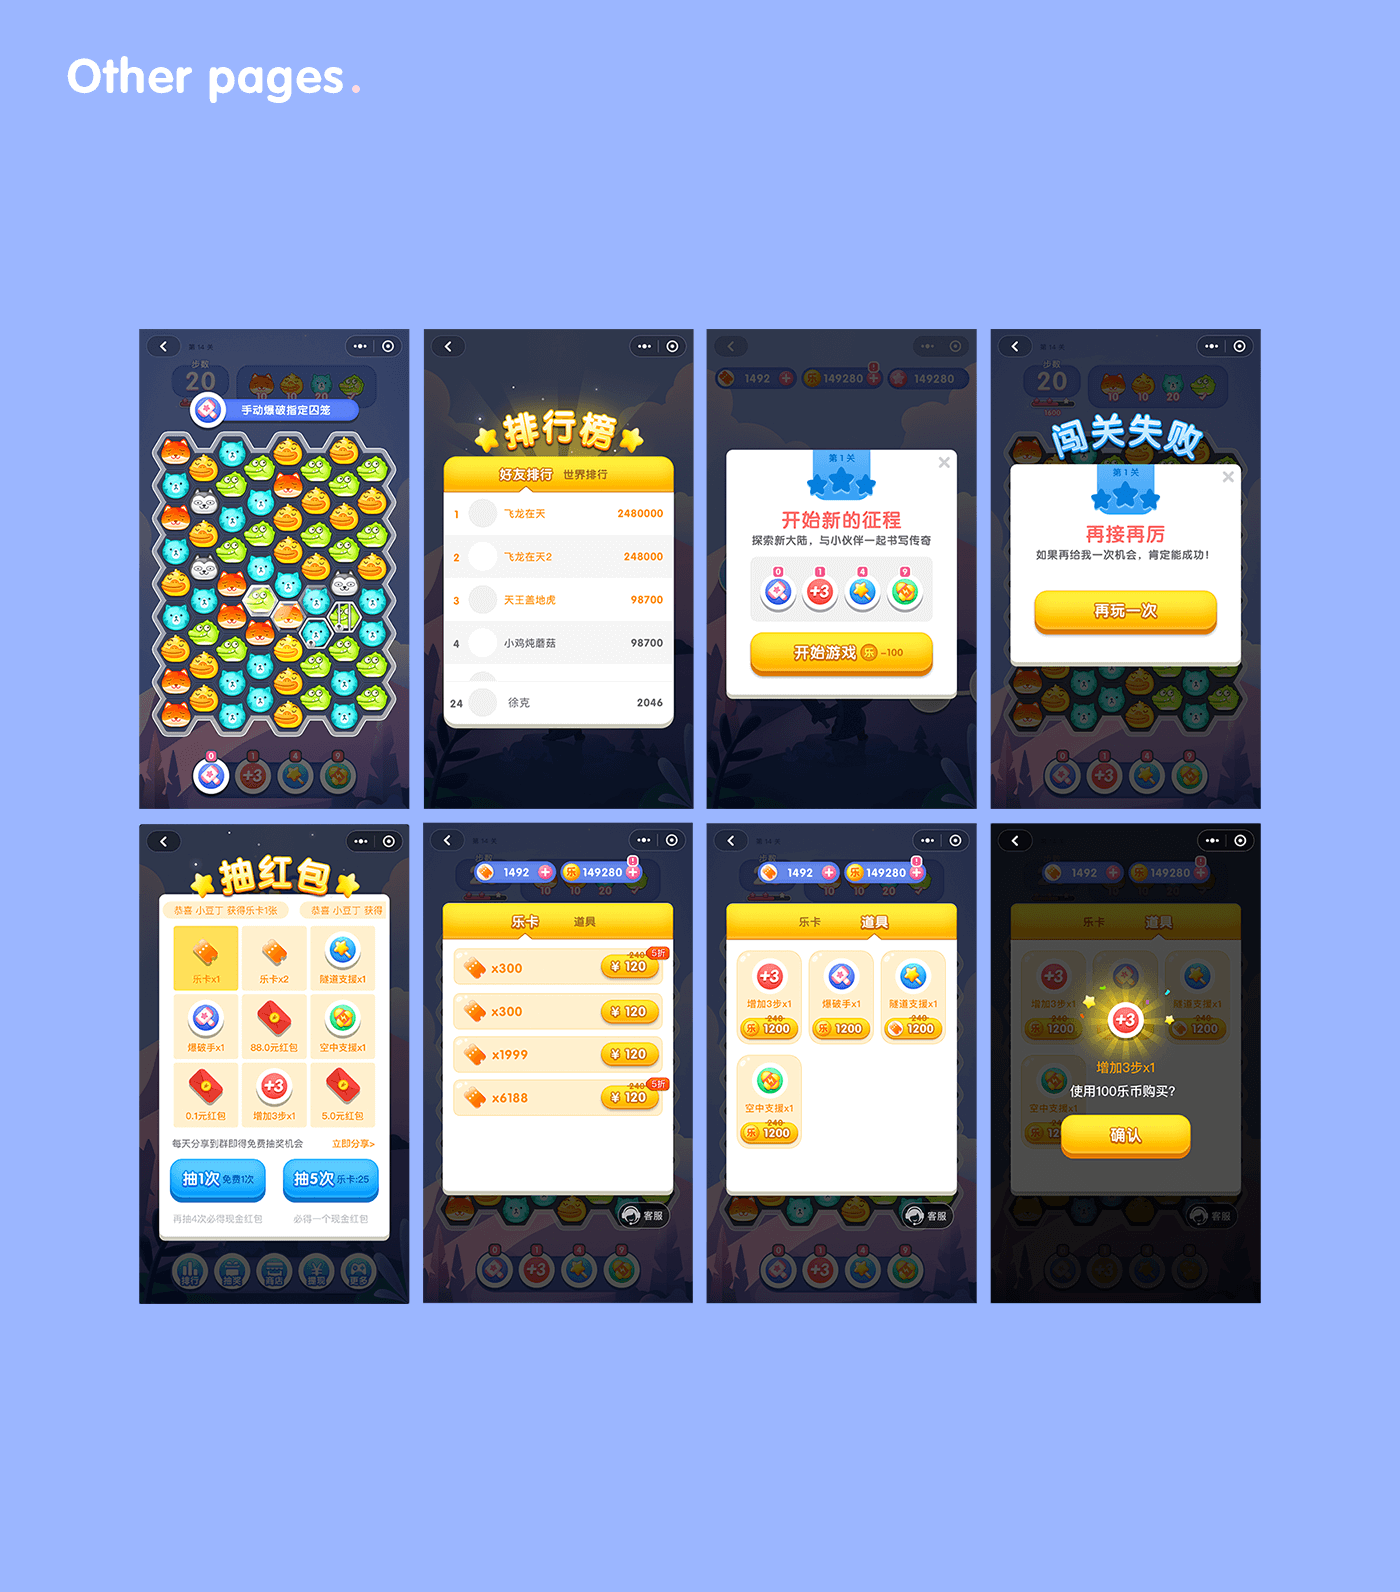 Other pages.
第 14 关
步数
20
10 10 20
手动爆破指定囚笼
0 1 4 9
+3
排行榜
好友排行 世界排行
1 飞龙在天 2480000
2 飞龙在天2 248000
3 天王盖地虎 98700
4 小鸡炖蘑菇 98700
24 徐克 2046
1492 乐 149280 149280
第 1 关
开始新的征程
探索新大陆，与小伙伴一起书写传奇
0 1 4 9
+3
开始游戏 乐 -100
第 14 关
20
10 10 20
1600
闯关失败
第 1 关
再接再厉
如果再给我一次机会，肯定能成功！
再玩一次
0 1 4 9
+3
抽红包
恭喜 小豆丁 获得乐卡1张 恭喜 小豆丁 获得
乐卡x1 乐卡x2 隧道支援x1
爆破手x1 88.0元红包 空中支援x1
+3
0.1元红包 增加3步x1 5.0元红包
每天分享到群即得免费抽奖机会 立即分享>
抽1次 免费1次 抽5次 乐卡:25
再抽4次必得现金红包 必得一个现金红包
排行 抽奖 商店 提现 更多
第 14 关
步数
1492 乐 149280 !
10 10 20
乐卡 道具
x300 240 ¥ 120 5折
x300 ¥ 120
x1999 ¥ 120
x6188 240 ¥ 120 5折
客服
0 1 4 9
+3
第 14 关
步数
1492 乐 149280 !
10 10 20
乐卡 道具
+3
增加3步x1 爆破手x1 隧道支援x1
240 240
乐 1200 乐 1200 1200
空中支援x1
240
乐 1200
客服
0 1 4 9
+3
1492 乐 149280
10 10 20
乐卡 道具
+3
增加3步x1 隧道支援x1
240 240
乐 1200 乐 1200 1200
+3
增加3步x1
使用100乐币购买？
空中支援x1
确认
客服